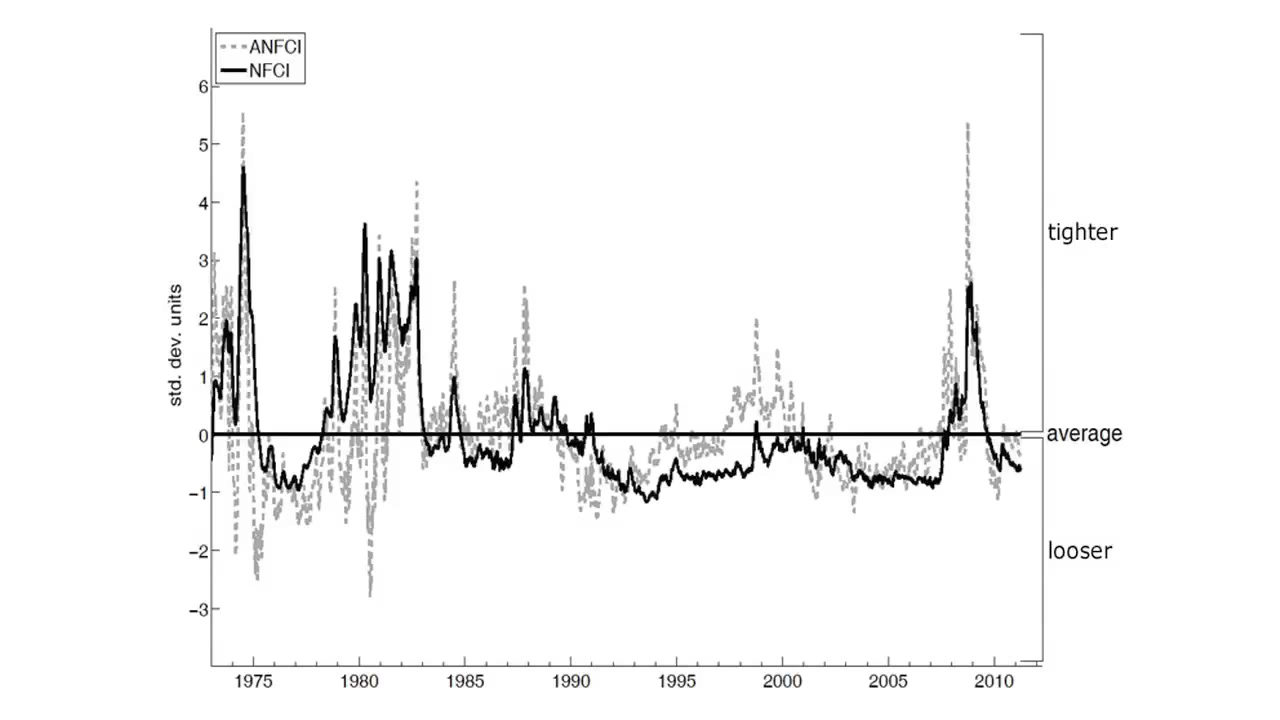 ANFCI
NFCI
6
5
4
3
2
1
0
−1
−2
−3
std. dev. units
tighter
average
looser
1975 1980 1985 1990 1995 2000 2005 2010